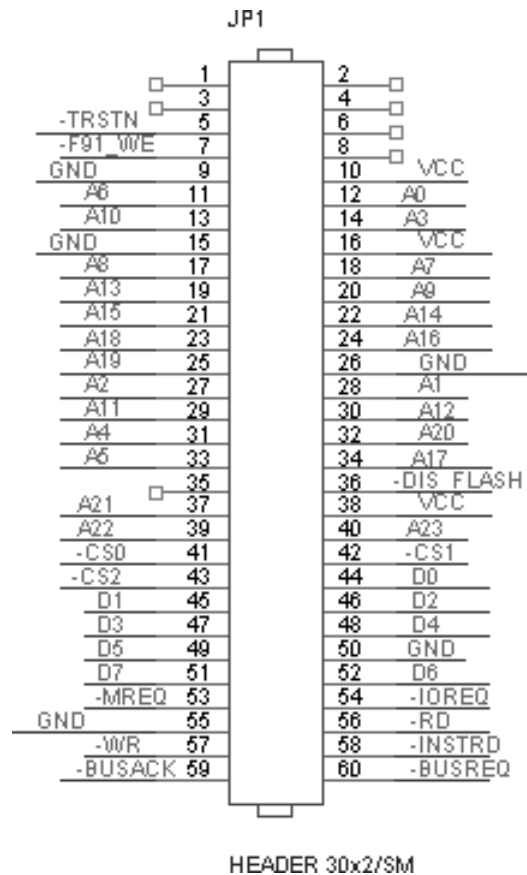 JP1
1 2
3 4
-TRSTN 5 6
-F91_WE 7 8
GND 9 10 VCC
A6 11 12 A0
A10 13 14 A3
GND 15 16 VCC
A8 17 18 A7
A13 19 20 A9
A15 21 22 A14
A18 23 24 A16
A19 25 26 GND
A2 27 28 A1
A11 29 30 A12
A4 31 32 A20
A5 33 34 A17
35 36 -DIS_FLASH
A21 37 38 VCC
A22 39 40 A23
-CS0 41 42 -CS1
-CS2 43 44 D0
D1 45 46 D2
D3 47 48 D4
D5 49 50 GND
D7 51 52 D6
-MREQ 53 54 -IOREQ
GND 55 56 -RD
-WR 57 58 -INSTRD
-BUSACK 59 60 -BUSREQ
HEADER 30x2/SM